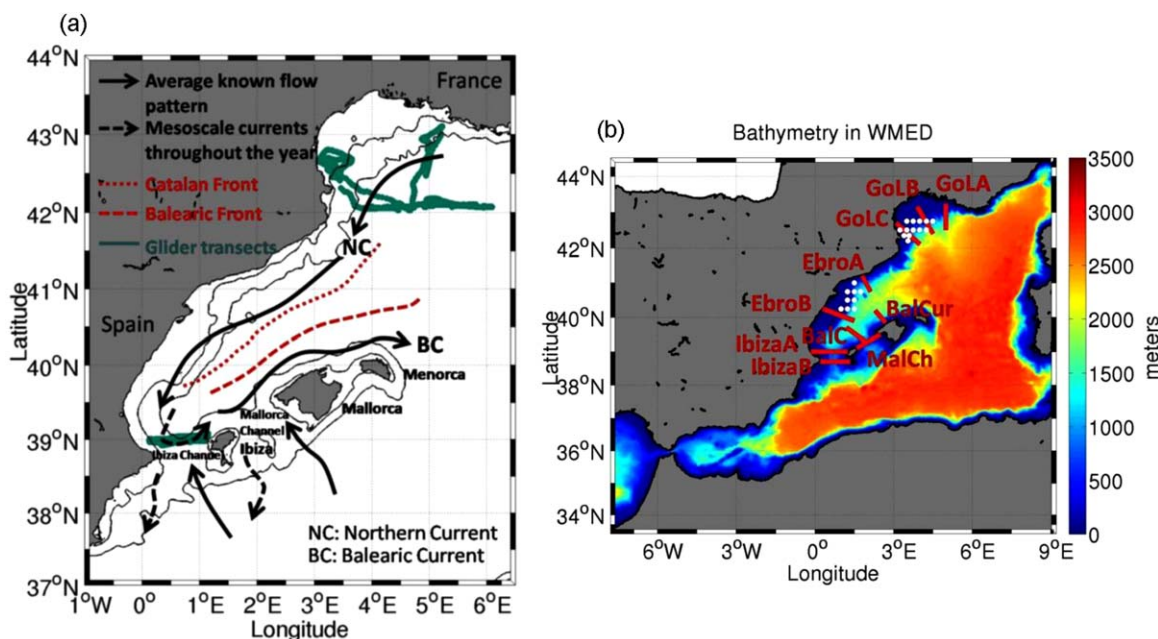 (a)
44°N
43°N
42°N
41°N
40°N
39°N
38°N
37°N
Latitude
Average known flow
pattern
Mesoscale currents
throughout the year
Catalan Front
Balearic Front
Glider transects
France
Spain
NC
BC
Menorca
Mallorca
Mallorca
Channel
Ibiza
Ibiza Channel
NC: Northern Current
BC: Balearic Current
1°W 0° 1°E 2°E 3°E 4°E 5°E 6°E
Longitude
(b)
Bathymetry in WMED
44°N
42°N
40°N
38°N
36°N
34°N
Latitude
GoLA
GoLB
GoLC
EbroA
EbroB
BalCur
BalC
IbizaA
MalCh
IbizaB
6°W 3°W 0° 3°E 6°E 9°E
Longitude
3500
3000
2500
2000
1500
1000
500
0
meters